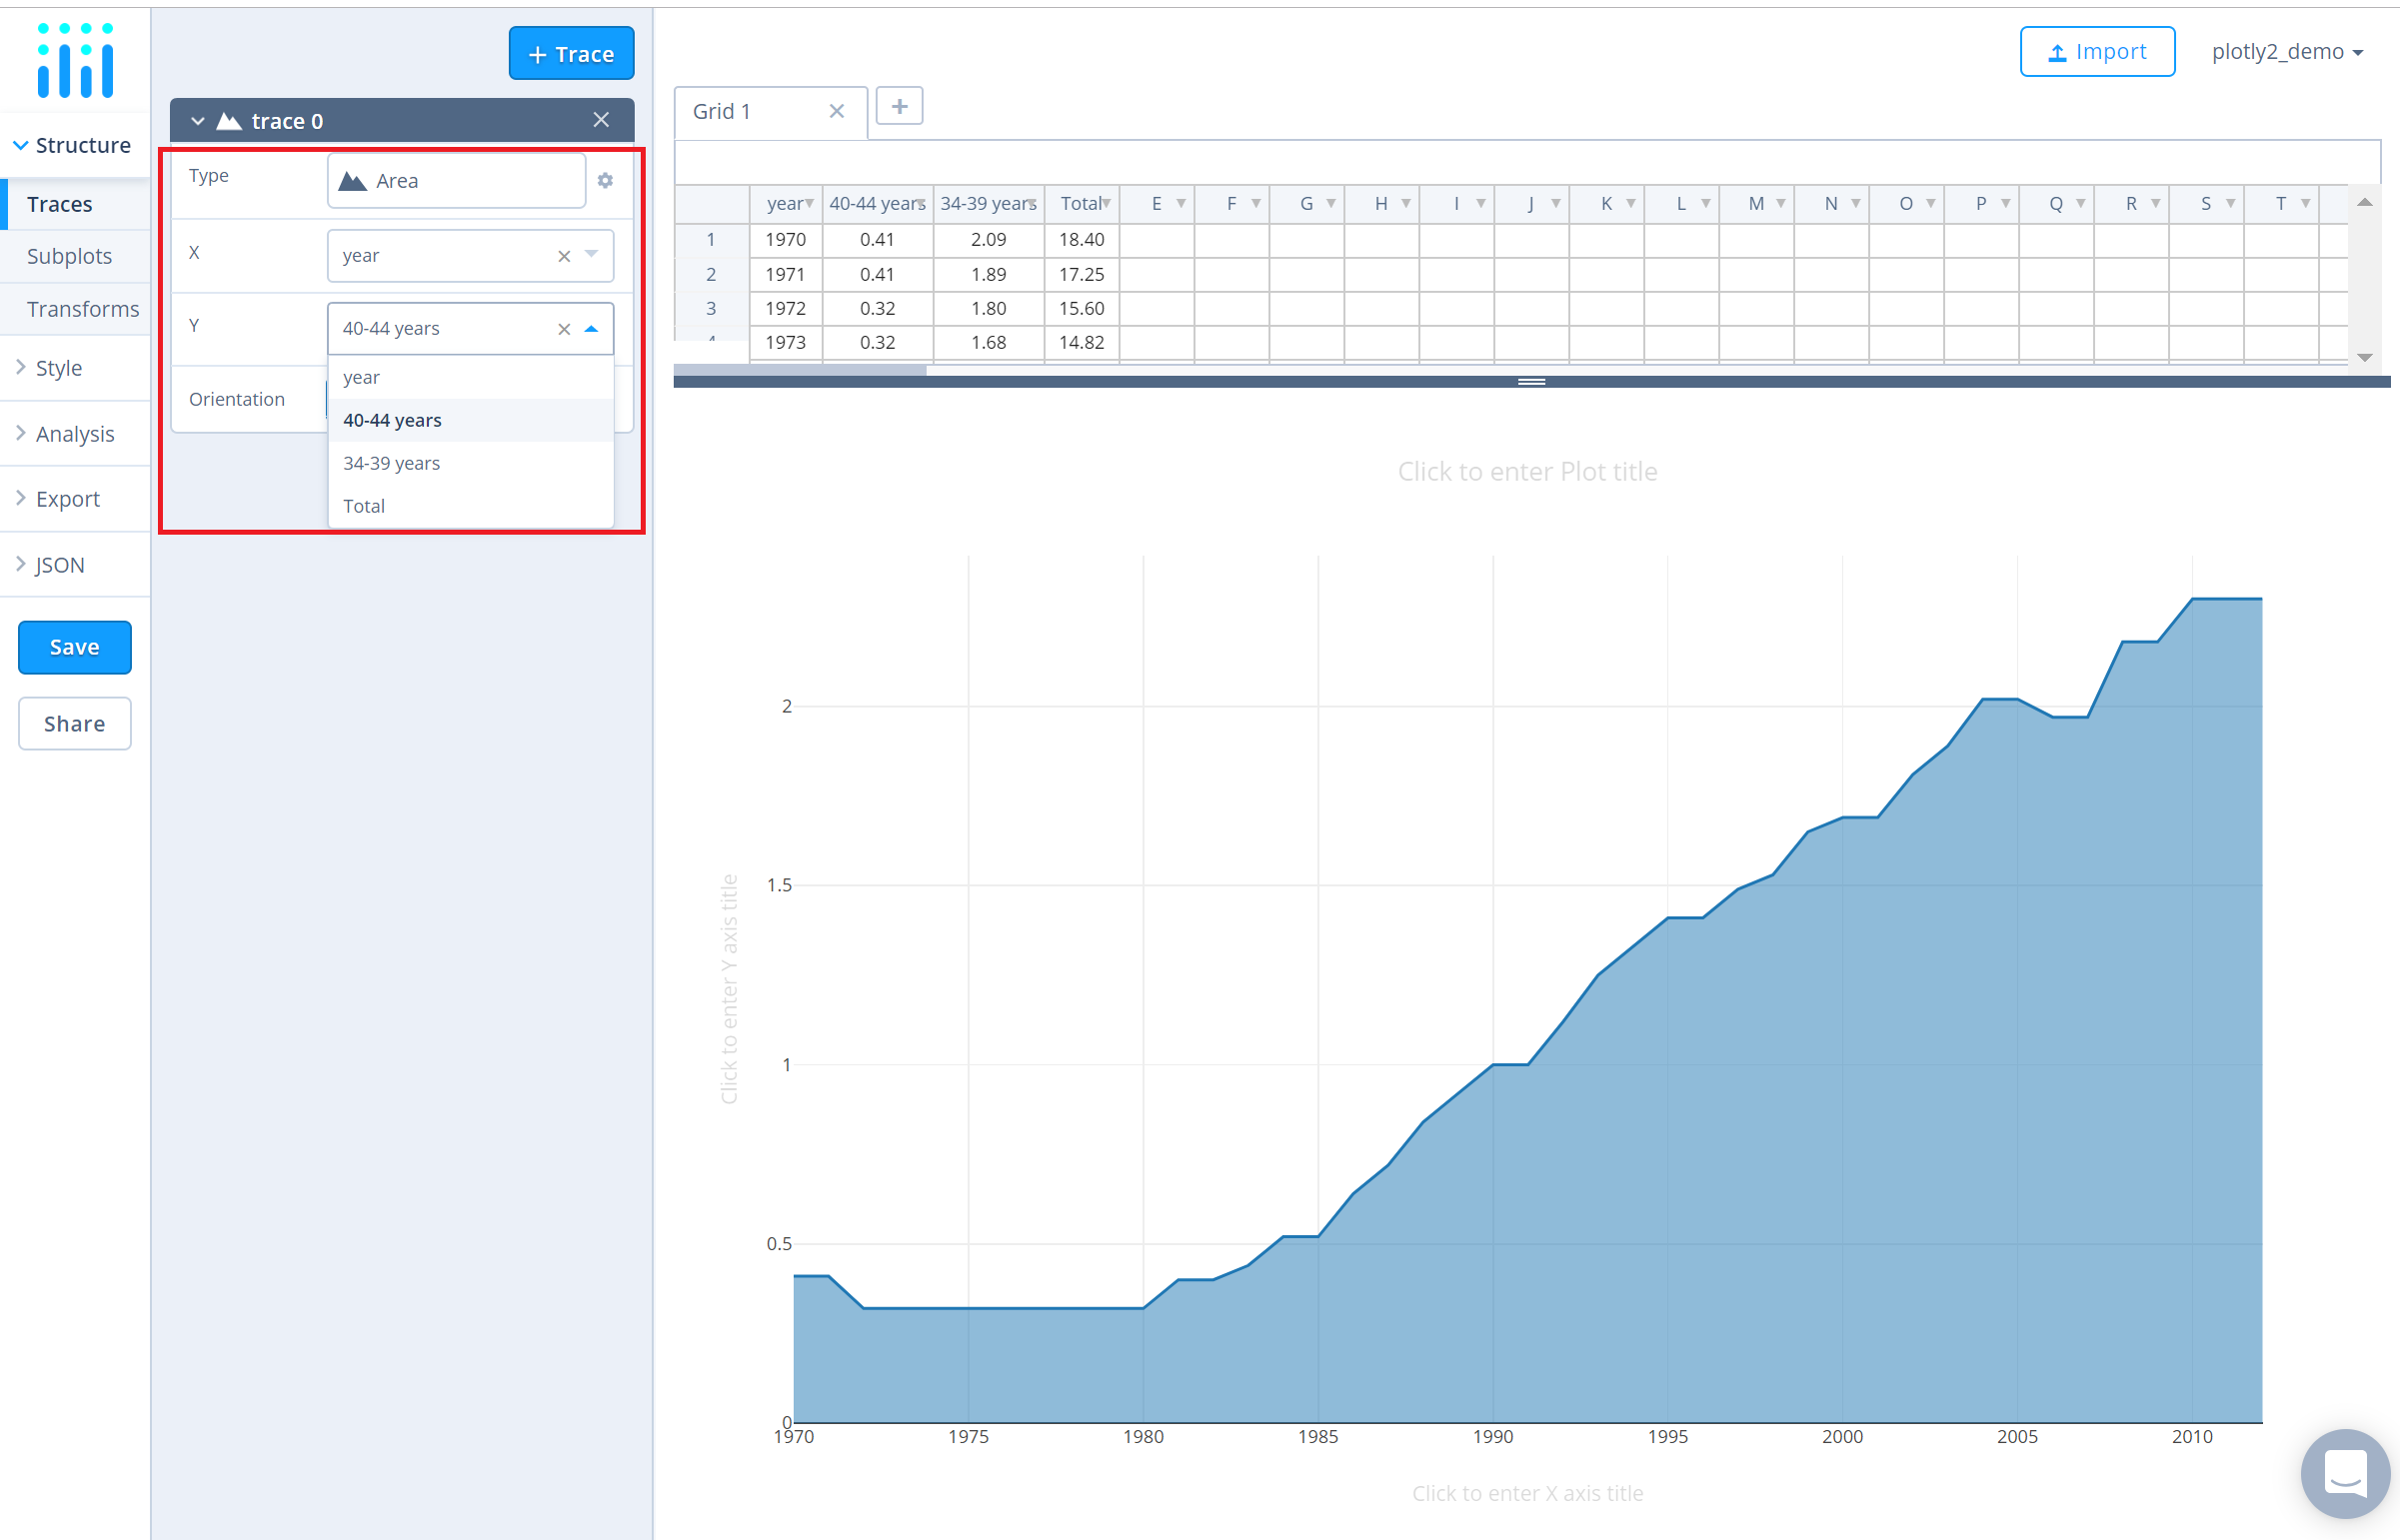 + Trace
Import
plotly2_demo
trace 0
Grid 1
+
Structure
Type
Area
Traces
year 40-44 years 34-39 years Total E F G H I J K L M N O P Q R S T
1 1970 0.41 2.09 18.40
2 1971 0.41 1.89 17.25
3 1972 0.32 1.80 15.60
4 1973 0.32 1.68 14.82
Subplots
X
year
Transforms
Y
40-44 years
year
40-44 years
34-39 years
Total
Orientation
Style
Analysis
Export
JSON
Save
Share
Click to enter Plot title
Click to enter Y axis title
2
1.5
1
0.5
0
1970 1975 1980 1985 1990 1995 2000 2005 2010
Click to enter X axis title